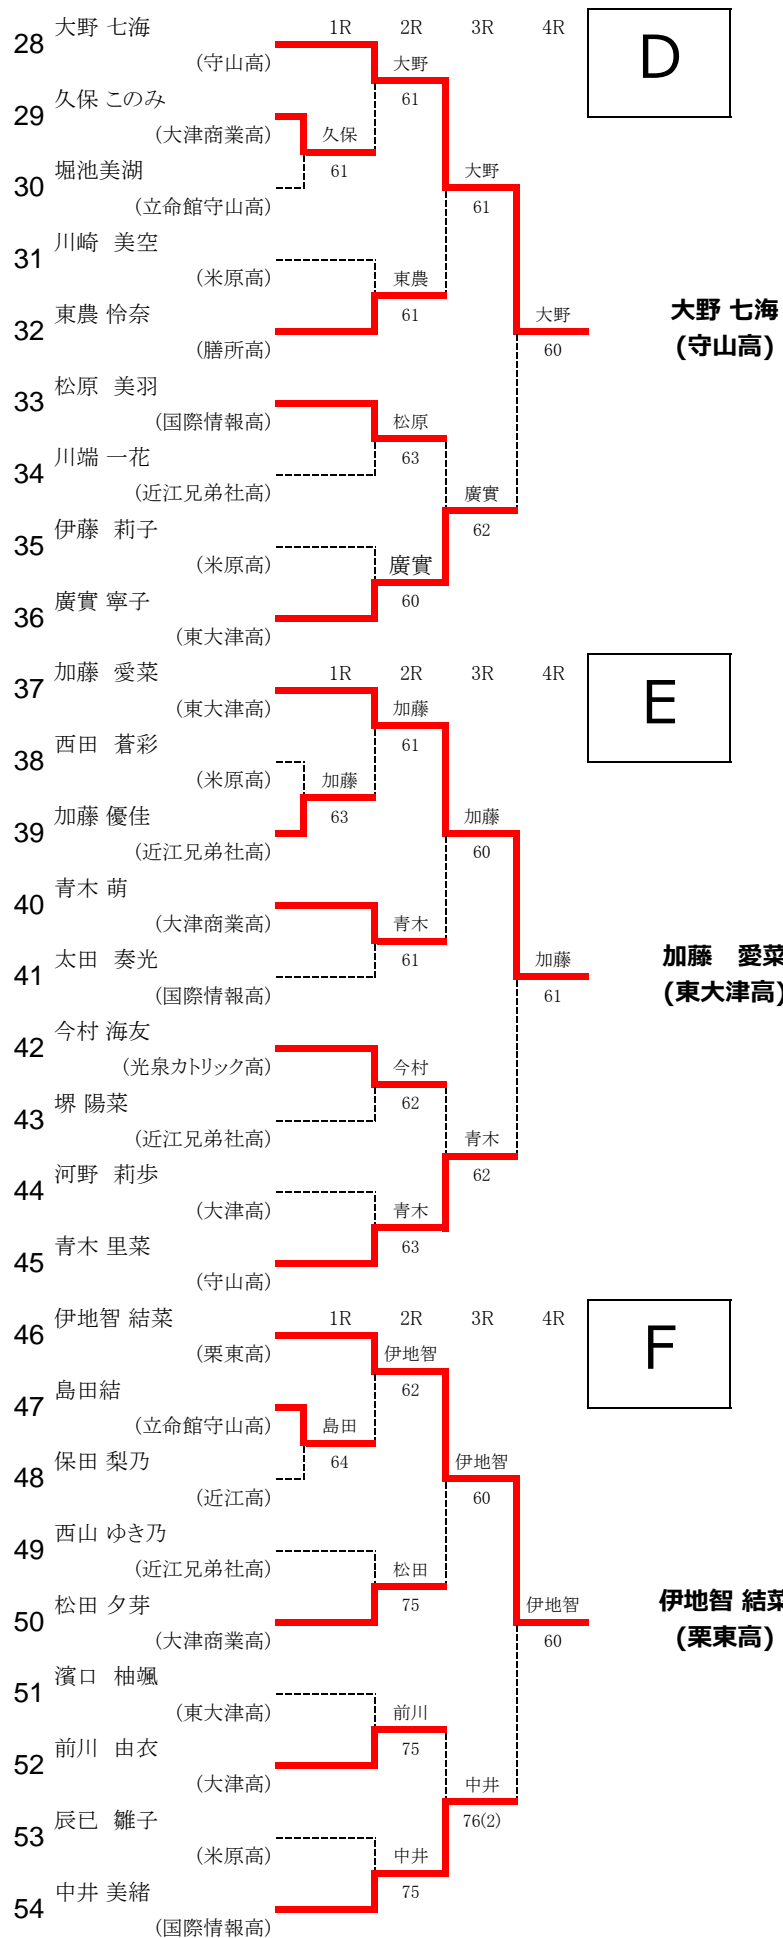 1R 2R 3R 4R
D
28 大野 七海
(守山高)
大野
61
29 久保 このみ
(大津商業高)
久保
61
30 堀池美湖
(立命館守山高)
大野
61
31 川崎 美空
(米原高)
東農
61
32 東農 怜奈
(膳所高)
大野
60
大野 七海
(守山高)
33 松原 美羽
(国際情報高)
松原
63
34 川端 一花
(近江兄弟社高)
廣實
62
35 伊藤 莉子
(米原高)
廣實
60
36 廣實 寧子
(東大津高)
1R 2R 3R 4R
E
37 加藤 愛菜
(東大津高)
加藤
61
38 西田 蒼彩
(米原高)
加藤
63
39 加藤 優佳
(近江兄弟社高)
加藤
60
40 青木 萌
(大津商業高)
青木
61
41 太田 奏光
(国際情報高)
加藤
61
加藤 愛菜
(東大津高)
42 今村 海友
(光泉カトリック高)
今村
62
43 堺 陽菜
(近江兄弟社高)
青木
62
44 河野 莉歩
(大津高)
青木
63
45 青木 里菜
(守山高)
1R 2R 3R 4R
F
46 伊地智 結菜
(栗東高)
伊地智
62
47 島田結
(立命館守山高)
島田
64
48 保田 梨乃
(近江高)
伊地智
60
49 西山 ゆき乃
(近江兄弟社高)
松田
75
50 松田 夕芽
(大津商業高)
伊地智
60
伊地智 結菜
(栗東高)
51 濱口 柚颯
(東大津高)
前川
75
52 前川 由衣
(大津高)
中井
76(2)
53 辰巳 雛子
(米原高)
中井
75
54 中井 美緒
(国際情報高)